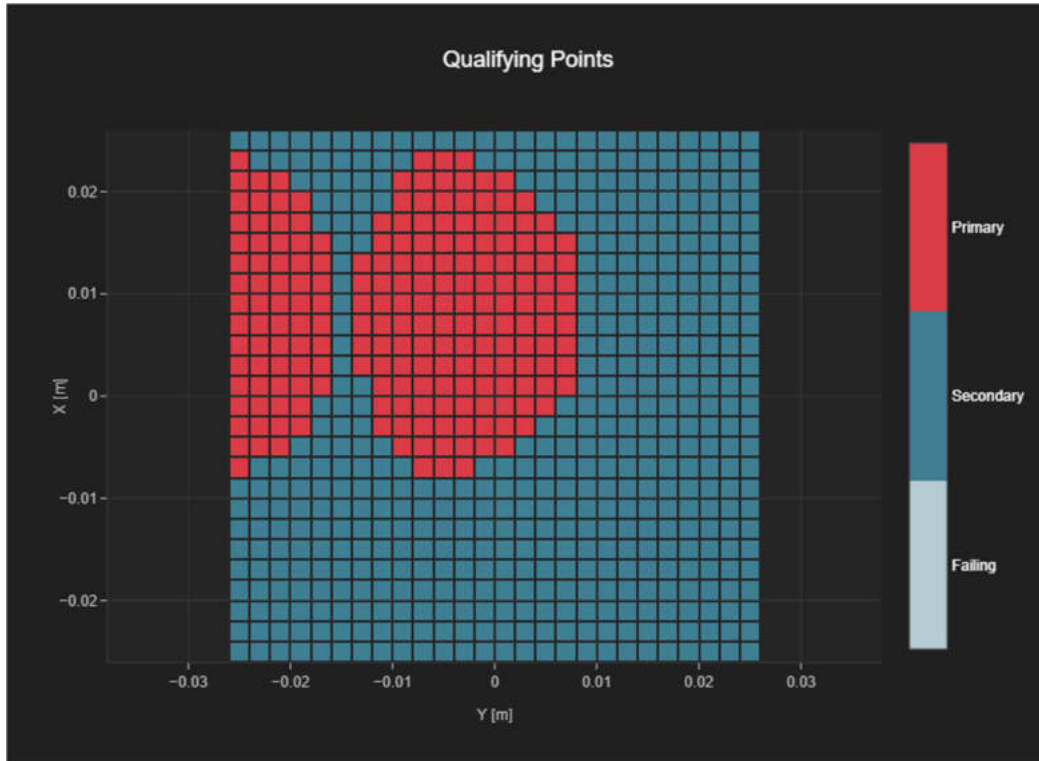 Qualifying Points
0.02
0.01
0
−0.01
−0.02
X [m]
−0.03
−0.02
−0.01
0
0.01
0.02
0.03
Y [m]
Primary
Secondary
Failing